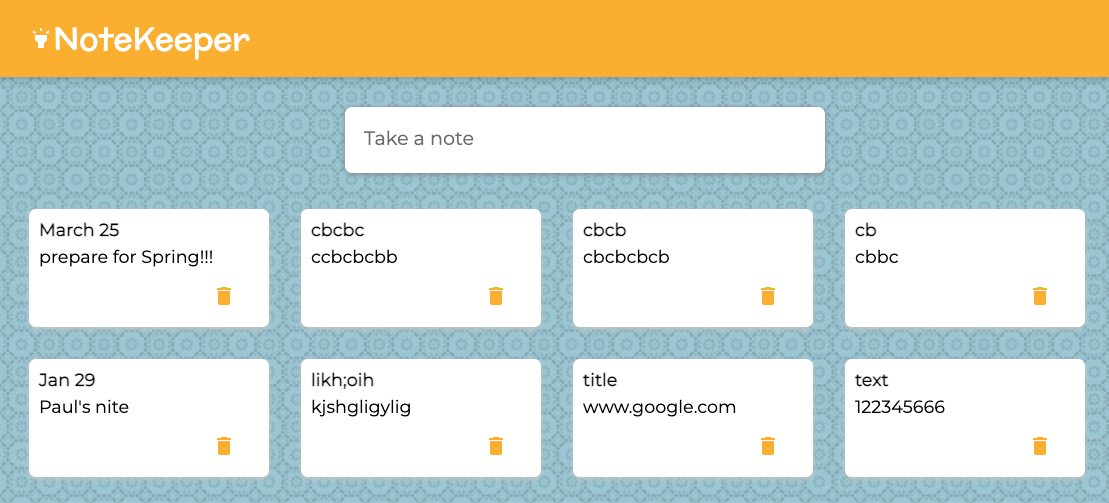 NoteKeeper
Take a note
March 25
prepare for Spring!!!
cbcbc
ccbcbcbb
cbcb
cbcbcbcb
cb
cbbc
Jan 29
Paul's nite
likh;oih
kjshgligylig
title
www.google.com
text
122345666